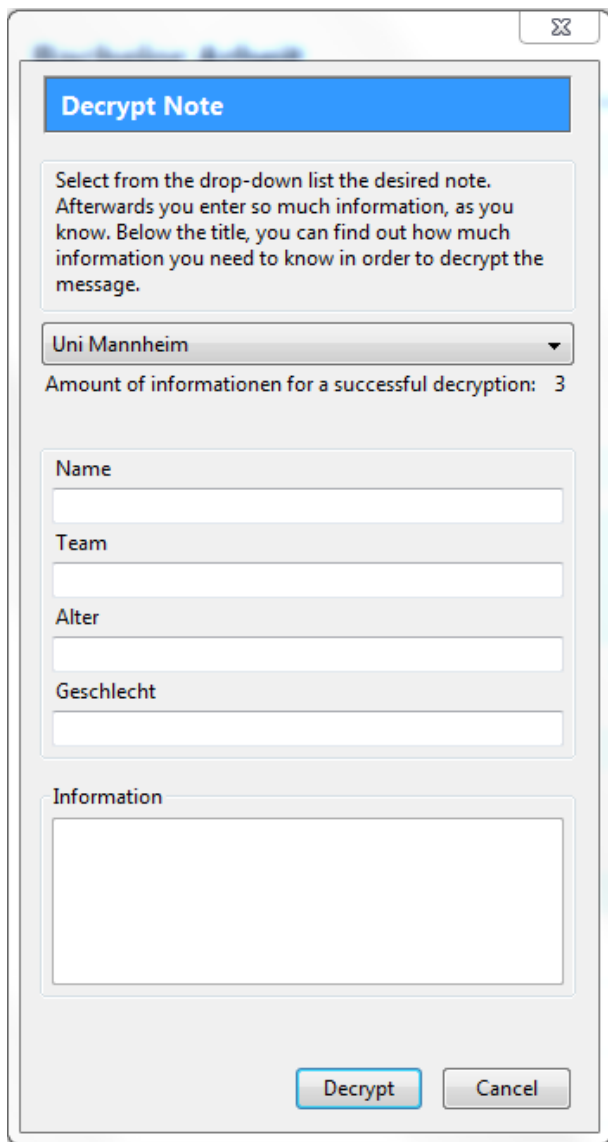 Decrypt Note
Select from the drop-down list the desired note.
Afterwards you enter so much information, as you
know. Below the title, you can find out how much
information you need to know in order to decrypt the
message.
Uni Mannheim
Amount of informationen for a successful decryption: 3
Name
Team
Alter
Geschlecht
Information
Decrypt Cancel